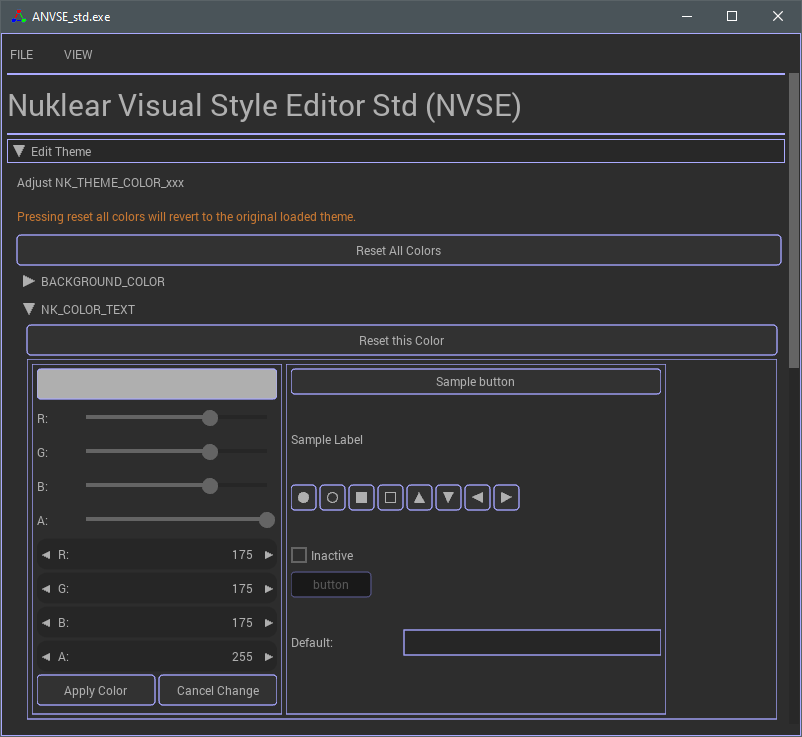 ANVSE_std.exe
FILE VIEW
Nuklear Visual Style Editor Std (NVSE)
Edit Theme
Adjust NK_THEME_COLOR_xxx
Pressing reset all colors will revert to the original loaded theme.
Reset All Colors
BACKGROUND_COLOR
NK_COLOR_TEXT
Reset this Color
Sample button
R:
G:
B:
A:
R: 175
G: 175
B: 175
A: 255
Apply Color Cancel Change
Sample Label
Inactive
button
Default: